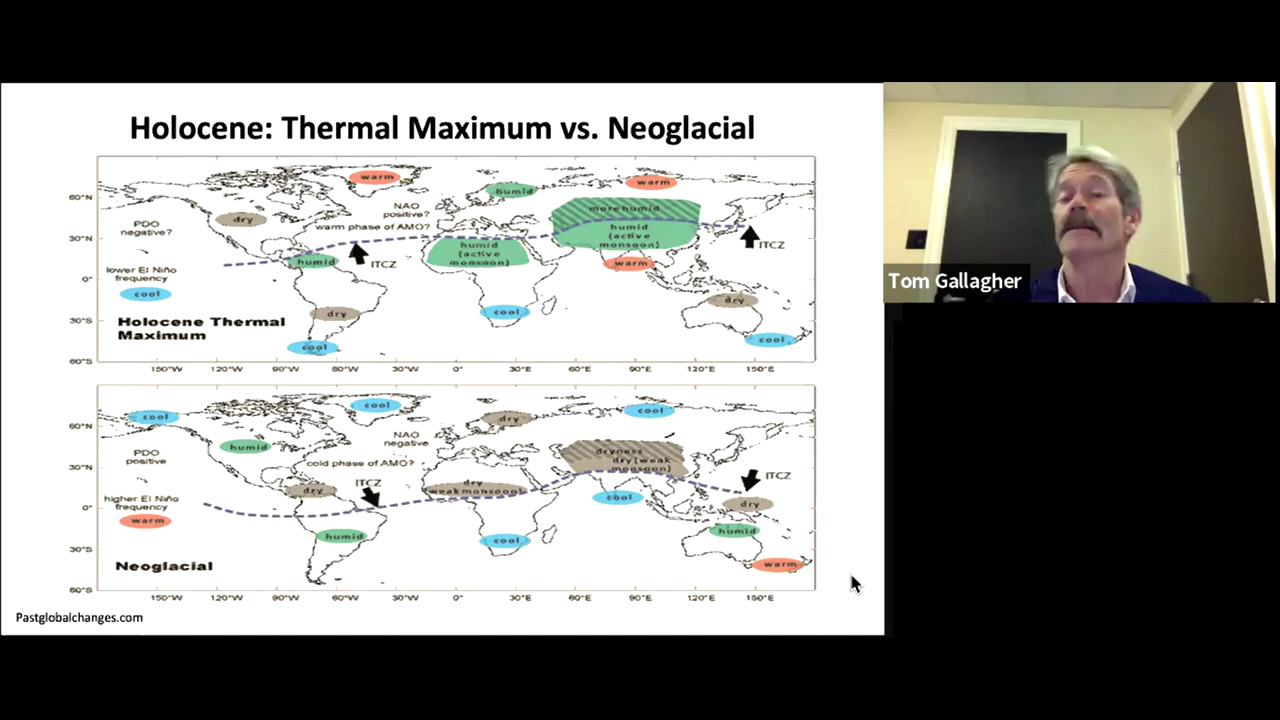 Holocene: Thermal Maximum vs. Neoglacial
warm
warm
60°N
humid
NAO
positive?
more humid
dry
PDO
negative?
warm phase of AMO?
humid
(active
monsoon)
30°N
humid
(active
monsoon)
ITCZ
humid
ITCZ
warm
lower El Niño
frequency
0°
cool
dry
dry
cool
30°S
Holocene Thermal
Maximum
cool
cool
60°S
150°W
120°W
90°W
60°W
30°W
0°
30°E
60°E
90°E
120°E
150°E
cool
cool
cool
dry
60°N
NAO
negative
humid
PDO
positive
dryness
dry (weak
monsoon)
cold phase of AMO?
30°N
ITCZ
ITCZ
dry
dry
(weak monsoon)
higher El Niño
frequency
cool
dry
0°
warm
humid
humid
cool
30°S
Neoglacial
warm
60°S
150°W
120°W
90°W
60°W
30°W
0°
30°E
60°E
90°E
120°E
150°E
Pastglobalchanges.com
Tom Gallagher